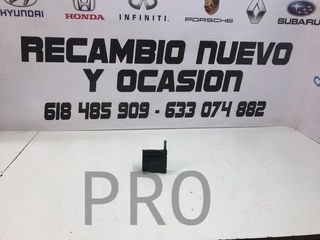 HYUNDAI
HONDA
INFINITI
PORSCHE
SUBARU
RECAMBIO NUEVO
Y OCASION
618 485 909 - 633 074 882
PRO